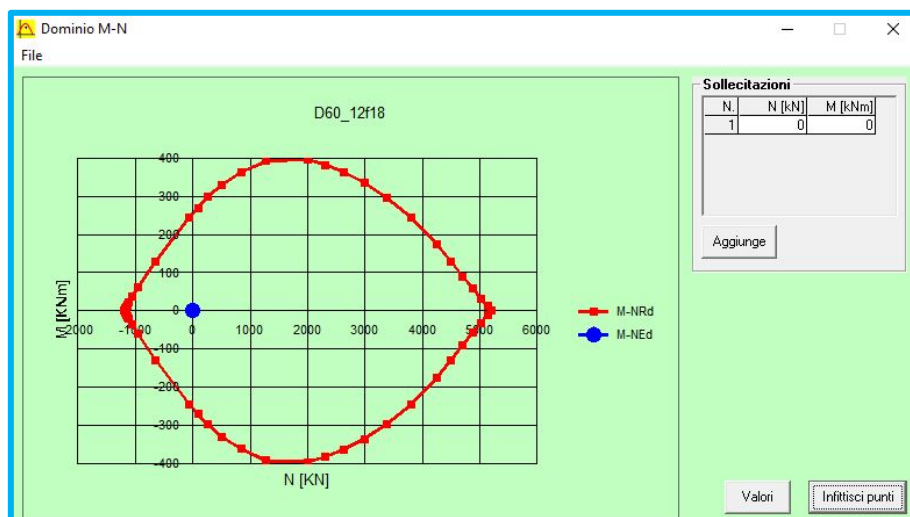 Dominio M-N
File
D60_12f18
400
300
200
100
0
-100
-200
-300
-400
M [KNm]
-2000 -1000 0 1000 2000 3000 4000 5000 6000
N [KN]
M-NRd
M-NEd
Sollecitazioni
N. N [kN] M [kNm]
1 0 0
Aggiunge
Valori
Infittisci punti